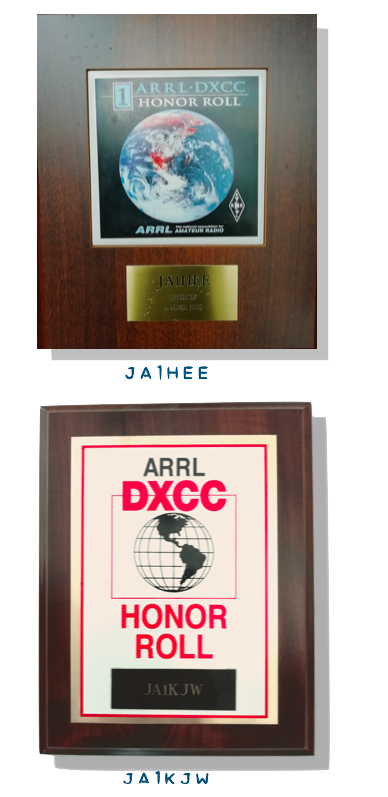 1 ARRL·DXCC
HONOR ROLL
ARRL The national association for
AMATEUR RADIO
JA1HEE
JA1HEE
ARRL
DXCC
HONOR
ROLL
JA1KJW
JA1KJW